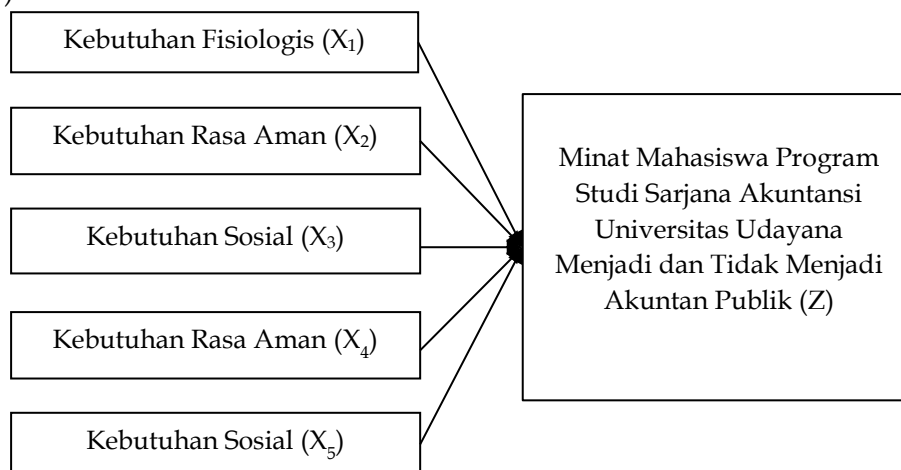 )
Kebutuhan Fisiologis (X₁)
Kebutuhan Rasa Aman (X₂)
Kebutuhan Sosial (X₃)
Kebutuhan Rasa Aman (X₄)
Kebutuhan Sosial (X₅)
Minat Mahasiswa Program
Studi Sarjana Akuntansi
Universitas Udayana
Menjadi dan Tidak Menjadi
Akuntan Publik (Z)